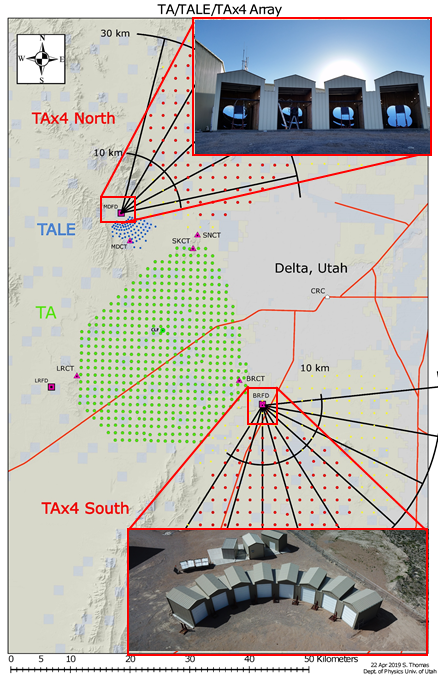 TA/TALE/TAx4 Array
30 km
N
W
E
S
TAx4 North
10 km
MDFD
TALE
MDCT
SNCT
SKCT
Delta, Utah
CRC
TA
CLF
LRCT
LRFD
10 km
BRCT
BRFD
TAx4 South
0 5 10 20 30 40 50 Kilometers
22 Apr 2019 S. Thomas
Dept. of Physics Univ. of Utah